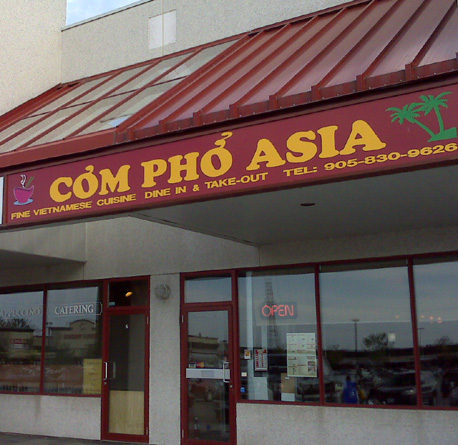 CƠM PHỞ ASIA
FINE VIETNAMESE CUISINE DINE IN & TAKE-OUT TEL: 905-830-9626
OPEN
CATERING